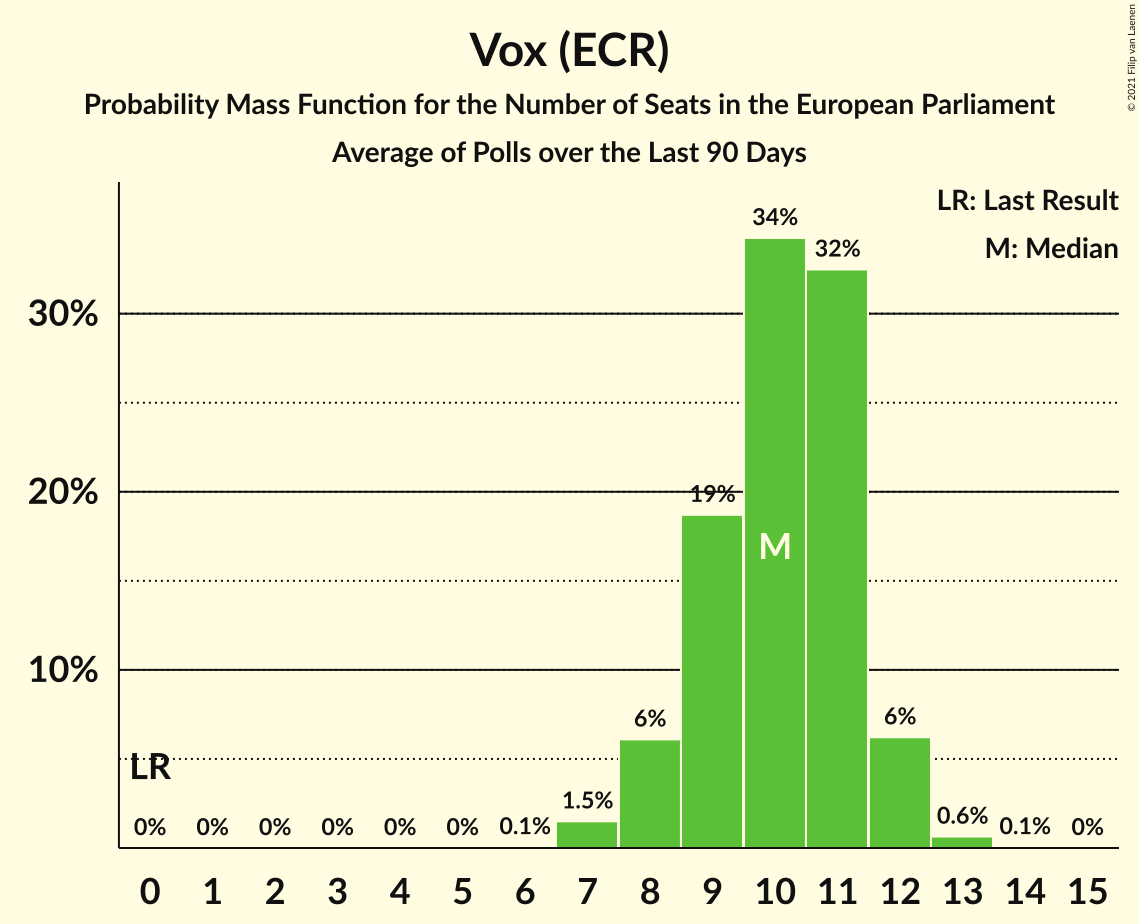 © 2021 Filip van Laenen
Vox (ECR)
Probability Mass Function for the Number of Seats in the European Parliament
Average of Polls over the Last 90 Days
LR: Last Result
M: Median
34%
32%
30%
20%
19%
M
10%
6%
6%
LR
1.5%
0.6%
0% 0% 0% 0% 0% 0% 0.1% 0.1% 0%
0 1 2 3 4 5 6 7 8 9 10 11 12 13 14 15